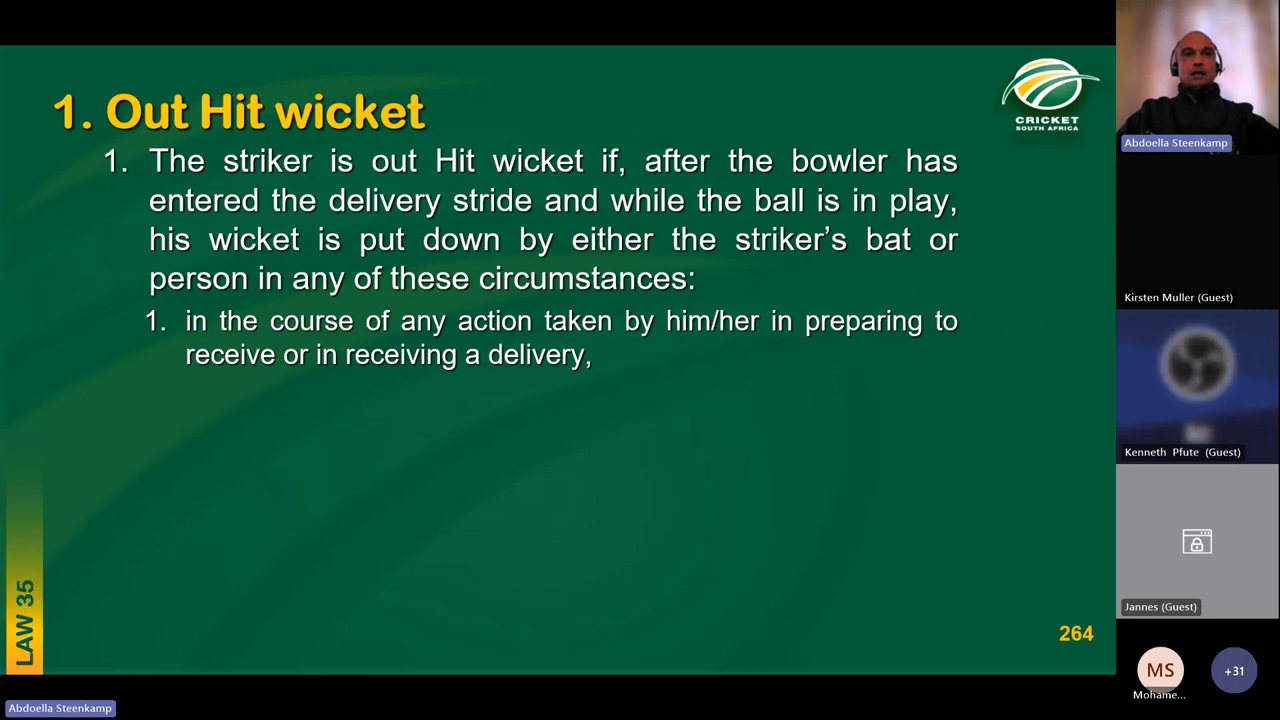 1. Out Hit wicket
1. The striker is out Hit wicket if, after the bowler has
entered the delivery stride and while the ball is in play,
his wicket is put down by either the striker’s bat or
person in any of these circumstances:
1. in the course of any action taken by him/her in preparing to
receive or in receiving a delivery,
LAW 35
264
CRICKET
SOUTH AFRICA
Abdoella Steenkamp
Kirsten Muller (Guest)
Kenneth Pfute (Guest)
Jannes (Guest)
MS
Mohame...
+31
Abdoella Steenkamp